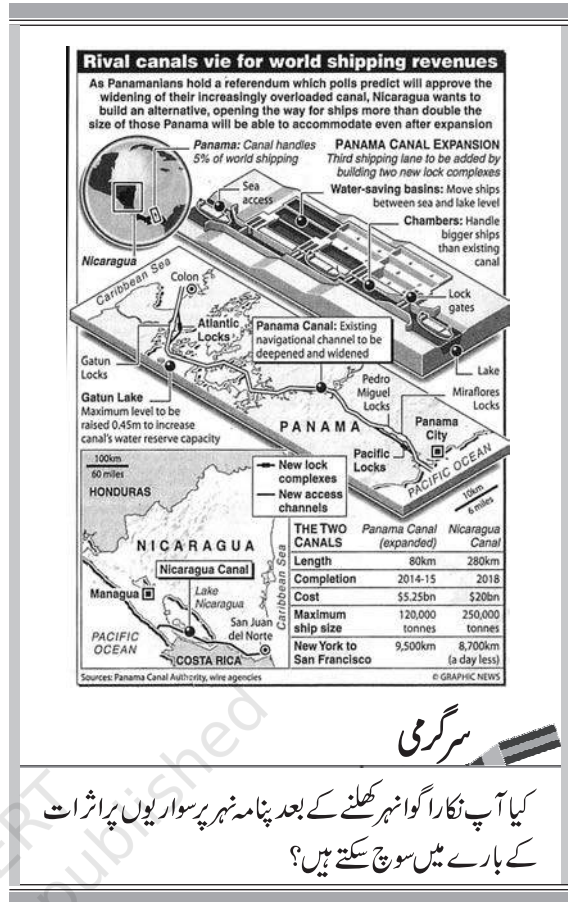 Rival canals vie for world shipping revenues
As Panamanians hold a referendum which polls predict will approve the
widening of their increasingly overloaded canal, Nicaragua wants to
build an alternative, opening the way for ships more than double the
size of those Panama will be able to accommodate even after expansion
Panama: Canal handles
5% of world shipping
PANAMA CANAL EXPANSION
Third shipping lane to be added by
building two new lock complexes
Water-saving basins: Move ships
between sea and lake level
Chambers: Handle
bigger ships
than existing
canal
Sea
access
Lock
gates
Lake
Nicaragua
Caribbean Sea
Colon
Atlantic
Locks
Panama Canal: Existing
navigational channel to be
deepened and widened
Gatun
Locks
Gatun Lake
Maximum level to be
raised 0.45m to increase
canal's water reserve capacity
Pedro
Miguel
Locks
Miraflores
Locks
PANAMA
Panama
City
Pacific
Locks
PACIFIC OCEAN
10km
6 miles
100km
60 miles
New lock
complexes
New access
channels
HONDURAS
NICARAGUA
Nicaragua Canal
Managua
Lake
Nicaragua
Caribbean Sea
San Juan
del Norte
PACIFIC
OCEAN
COSTA RICA
THE TWO CANALS Panama Canal (expanded) Nicaragua Canal
Length 80km 280km
Completion 2014-15 2018
Cost $5.25bn $20bn
Maximum ship size 120,000 tonnes 250,000 tonnes
New York to San Francisco 9,500km 8,700km (a day less)
Sources: Panama Canal Authority, wire agencies
© GRAPHIC NEWS
سرگرمی
کیا آپ نکاراگوا نہر کھلنے کے بعد پنامہ نہر پر سواریوں پر اثرات
کے بارے میں سوچ سکتے ہیں؟